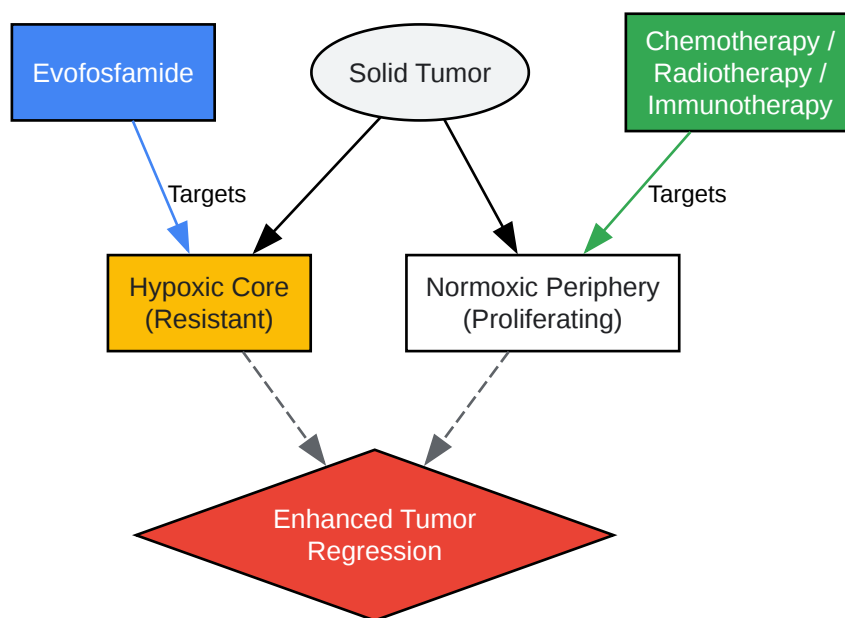 Evofosfamide
Solid Tumor
Chemotherapy /
Radiotherapy /
Immunotherapy
Targets
Targets
Hypoxic Core
(Resistant)
Normoxic Periphery
(Proliferating)
Enhanced Tumor
Regression